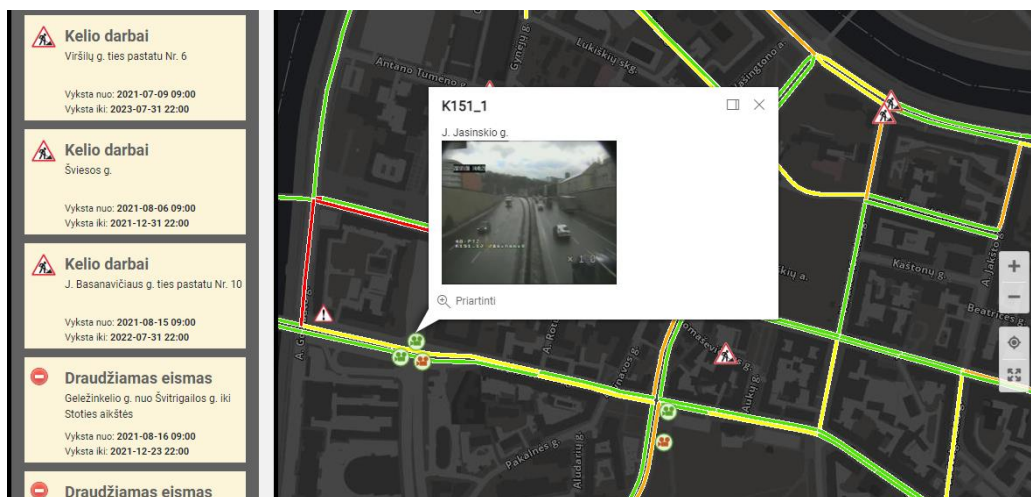 Kelio darbai
Viršilų g. ties pastatu Nr. 6
Vyksta nuo: 2021-07-09 09:00
Vyksta iki: 2023-07-31 22:00
Kelio darbai
Šviesos g.
Vyksta nuo: 2021-08-06 09:00
Vyksta iki: 2021-12-31 22:00
Kelio darbai
J. Basanavičiaus g. ties pastatu Nr. 10
Vyksta nuo: 2021-08-15 09:00
Vyksta iki: 2022-07-31 22:00
Draudžiamas eismas
Geležinkelio g. nuo Švitrigailos g. iki
Stoties aikštės
Vyksta nuo: 2021-08-16 09:00
Vyksta iki: 2021-12-23 22:00
Draudžiamas eismas
Gynėjų g.
Lukiškių skg.
Antano Tumėno
K151_1
J. Jasinskio g.
× 1.0
Priartinti
Kaštonų g.
A. Jakšto
Beatričės g.
Aukų g.
Pakalnės g.
Aludarių g.